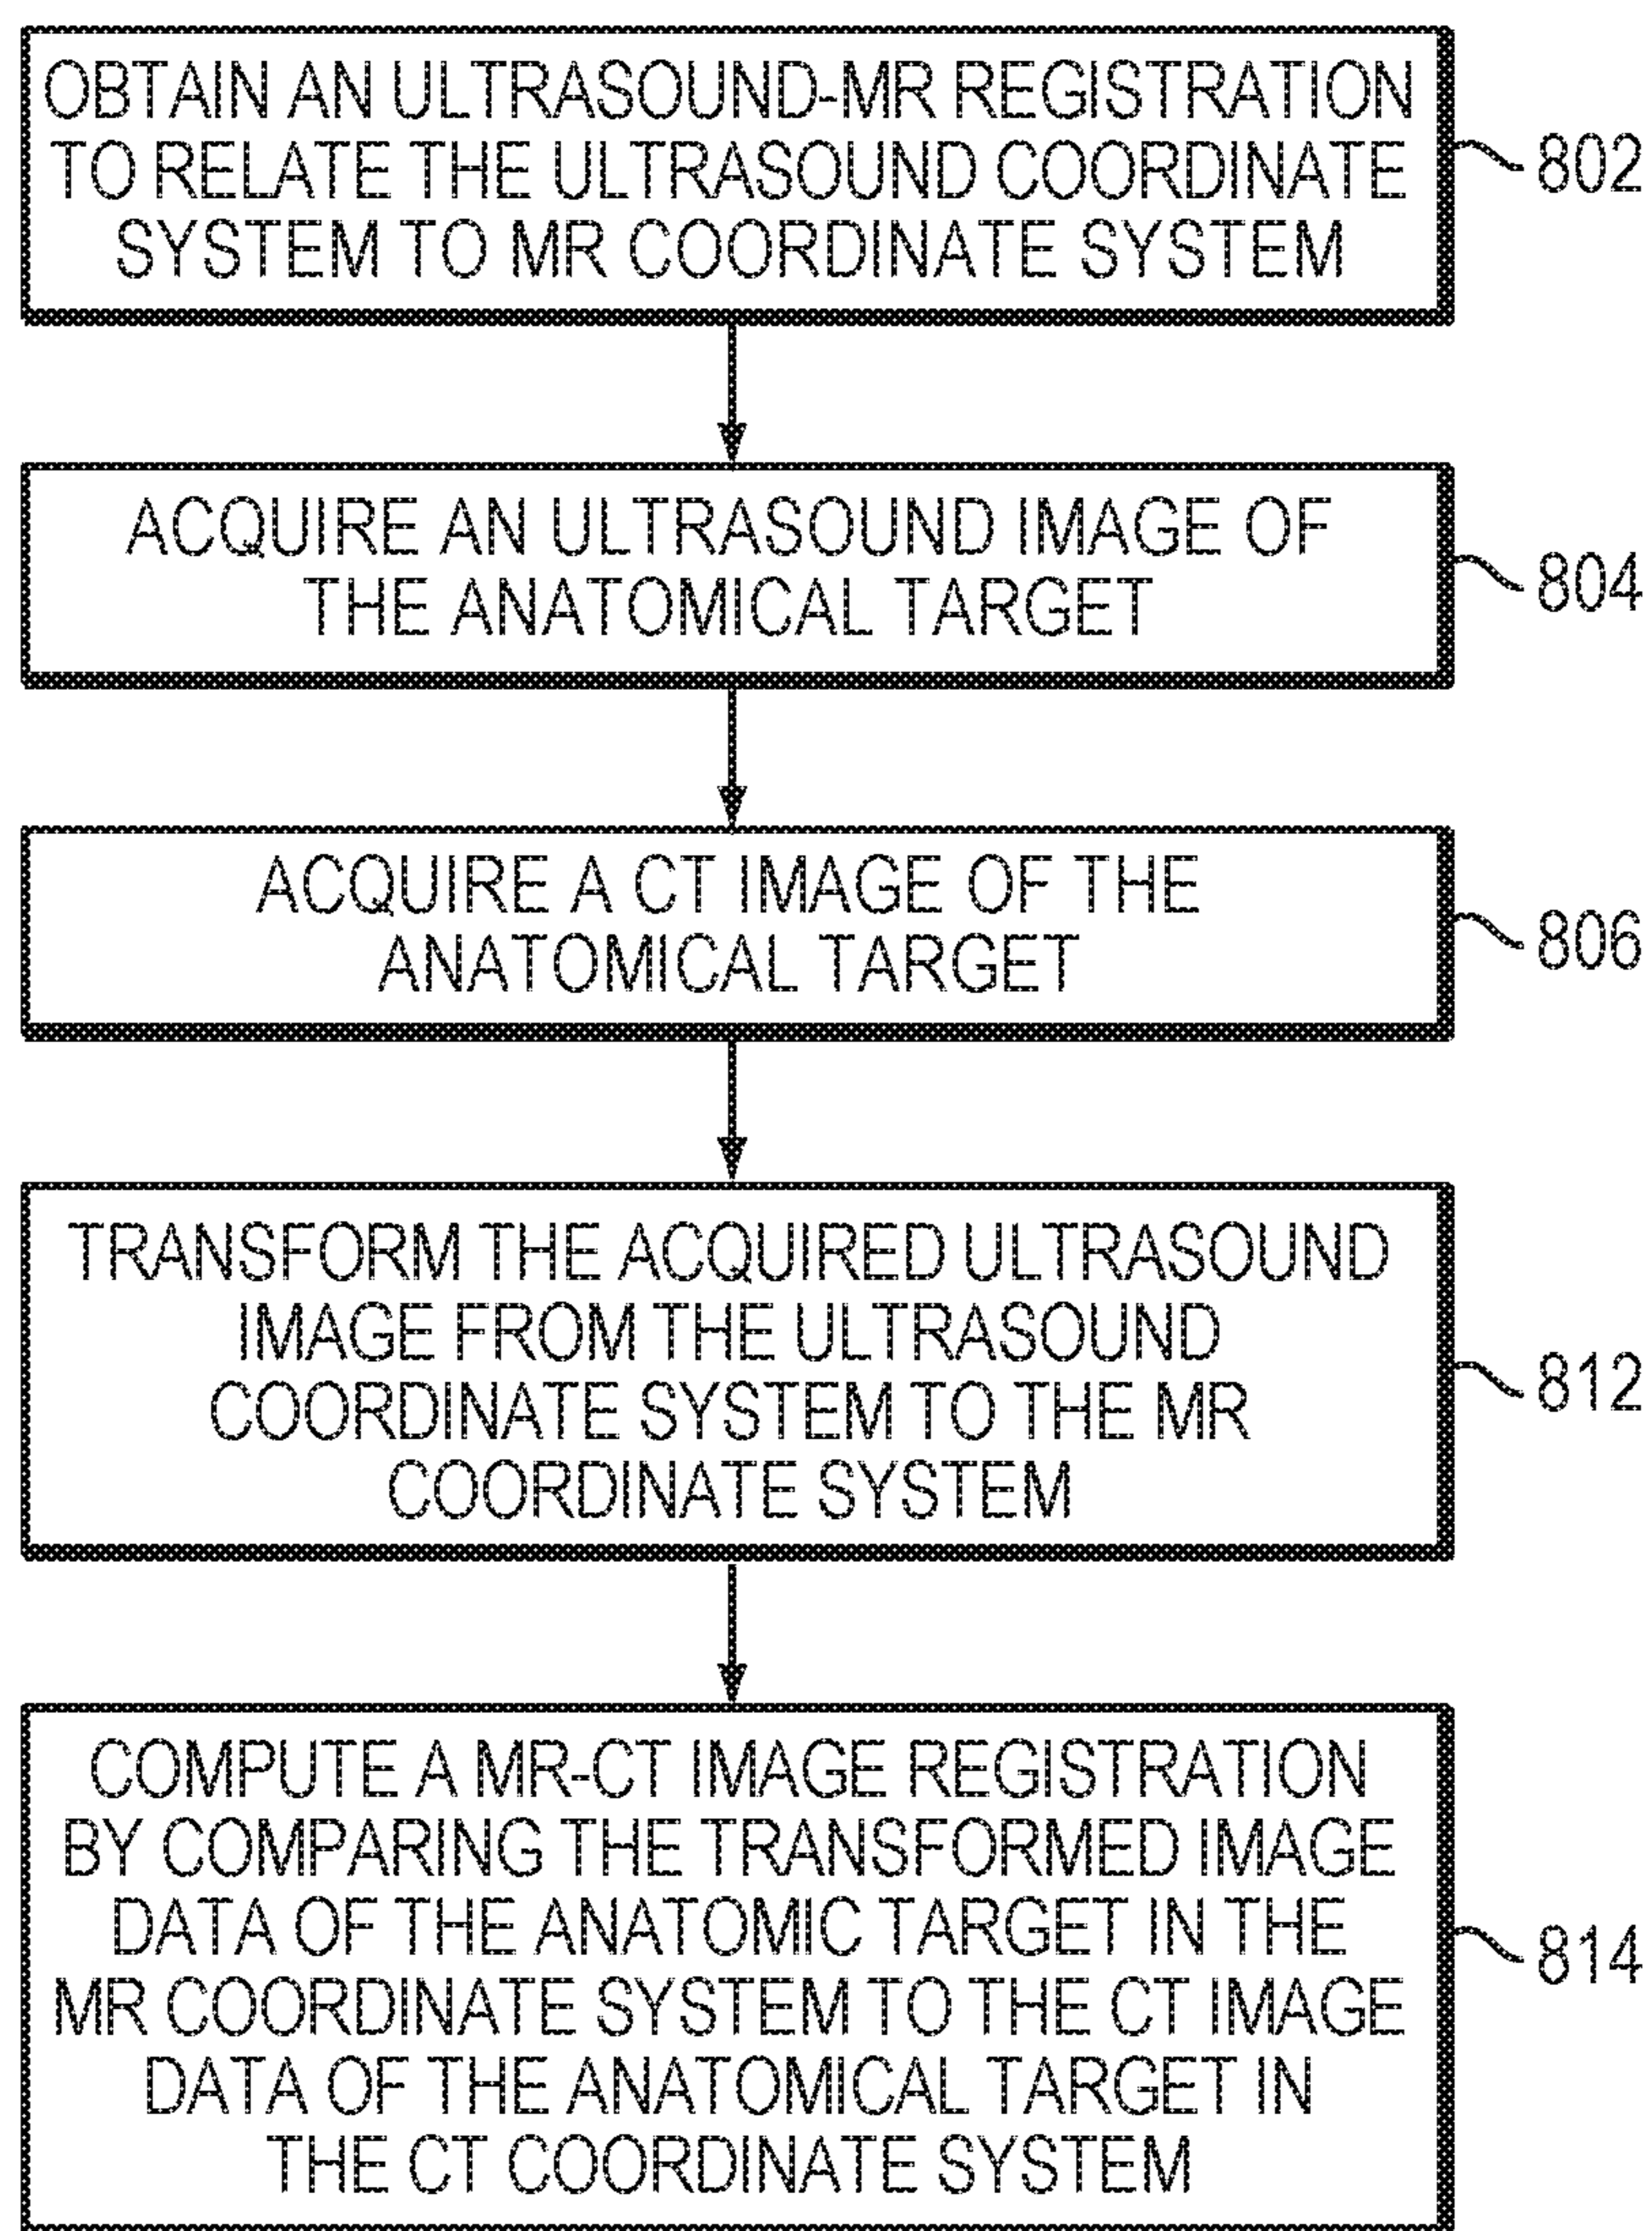 OBTAIN AN ULTRASOUND-MR REGISTRATION
TO RELATE THE ULTRASOUND COORDINATE
SYSTEM TO MR COORDINATE SYSTEM
802
ACQUIRE AN ULTRASOUND IMAGE OF
THE ANATOMICAL TARGET
804
ACQUIRE A CT IMAGE OF THE
ANATOMICAL TARGET
806
TRANSFORM THE ACQUIRED ULTRASOUND
IMAGE FROM THE ULTRASOUND
COORDINATE SYSTEM TO THE MR
COORDINATE SYSTEM
812
COMPUTE A MR-CT IMAGE REGISTRATION
BY COMPARING THE TRANSFORMED IMAGE
DATA OF THE ANATOMIC TARGET IN THE
MR COORDINATE SYSTEM TO THE CT IMAGE
DATA OF THE ANATOMICAL TARGET IN
THE CT COORDINATE SYSTEM
814